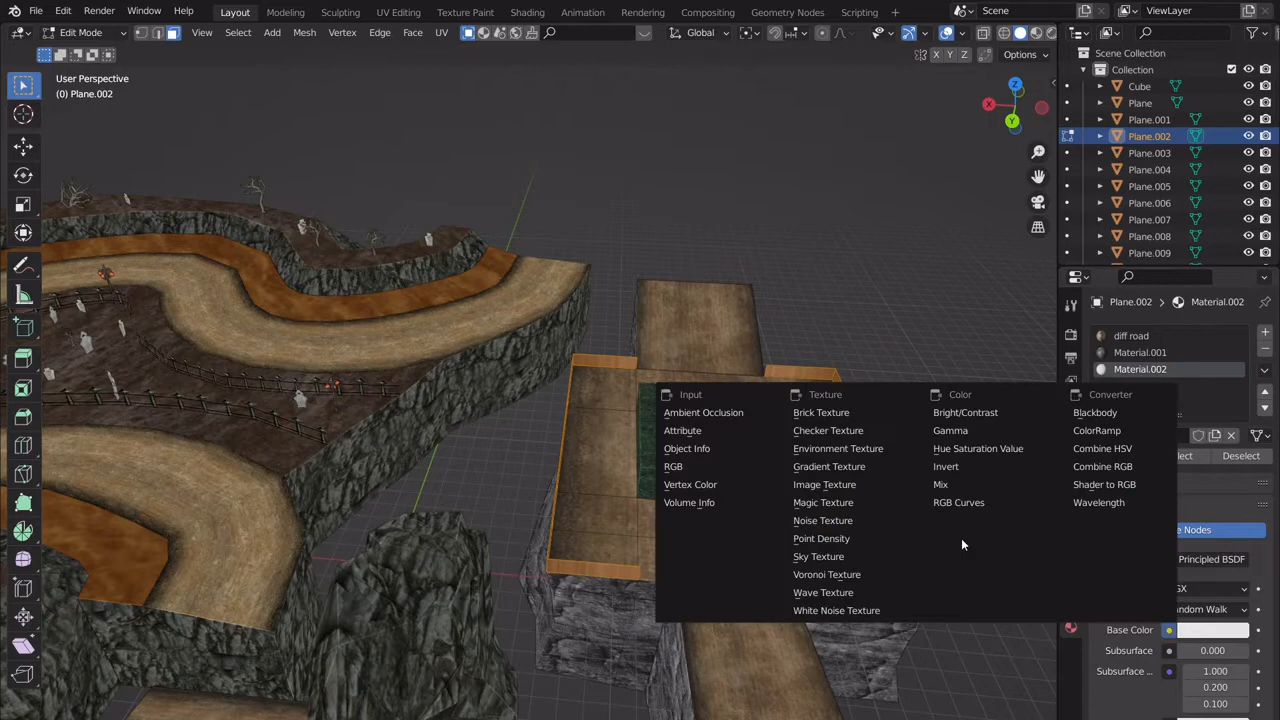 File Edit Render Window Help Layout Modeling Sculpting UV Editing Texture Paint Shading Animation Rendering Compositing Geometry Nodes Scripting + Scene ViewLayer
Edit Mode View Select Add Mesh Vertex Edge Face UV Global
X Y Z Options
User Perspective
(0) Plane.002
Z
X
Y
Scene Collection
Collection
Cube
Plane
Plane.001
Plane.002
Plane.003
Plane.004
Plane.005
Plane.006
Plane.007
Plane.008
Plane.009
Plane.002 Material.002
diff road
Material.001
Material.002
Input
Ambient Occlusion
Attribute
Object Info
RGB
Vertex Color
Volume Info
Texture
Brick Texture
Checker Texture
Environment Texture
Gradient Texture
Image Texture
Magic Texture
Noise Texture
Point Density
Sky Texture
Voronoi Texture
Wave Texture
White Noise Texture
Color
Bright/Contrast
Gamma
Hue Saturation Value
Invert
Mix
RGB Curves
Converter
Blackbody
ColorRamp
Combine HSV
Combine RGB
Shader to RGB
Wavelength
Deselect
Nodes
Principled BSDF
GX
Walk
Base Color
Subsurface 0.000
Subsurface ... 1.000
0.200
0.100